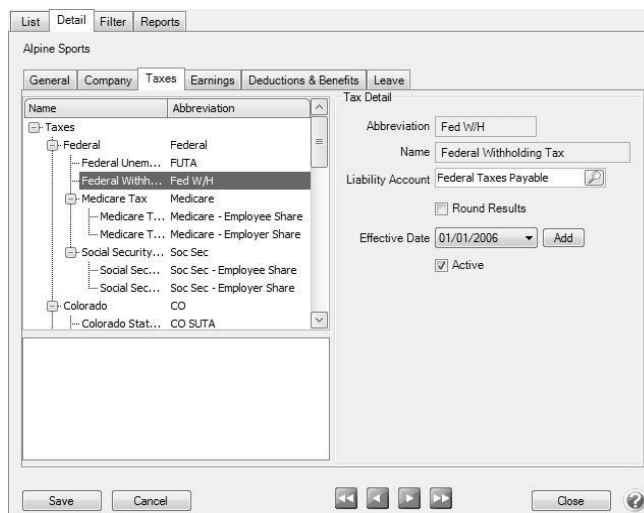 List Detail Filter Reports
Alpine Sports
General Company Taxes Earnings Deductions & Benefits Leave
Name Abbreviation
Taxes
Federal Federal
Federal Unem... FUTA
Federal Withh... Fed W/H
Medicare Tax Medicare
Medicare T... Medicare - Employee Share
Medicare T... Medicare - Employer Share
Social Security... Soc Sec
Social Sec... Soc Sec - Employee Share
Social Sec... Soc Sec - Employer Share
Colorado CO
Colorado Stat... CO SUTA
Tax Detail
Abbreviation Fed W/H
Name Federal Withholding Tax
Liability Account Federal Taxes Payable
Round Results
Effective Date 01/01/2006 Add
Active
Save Cancel Close ?